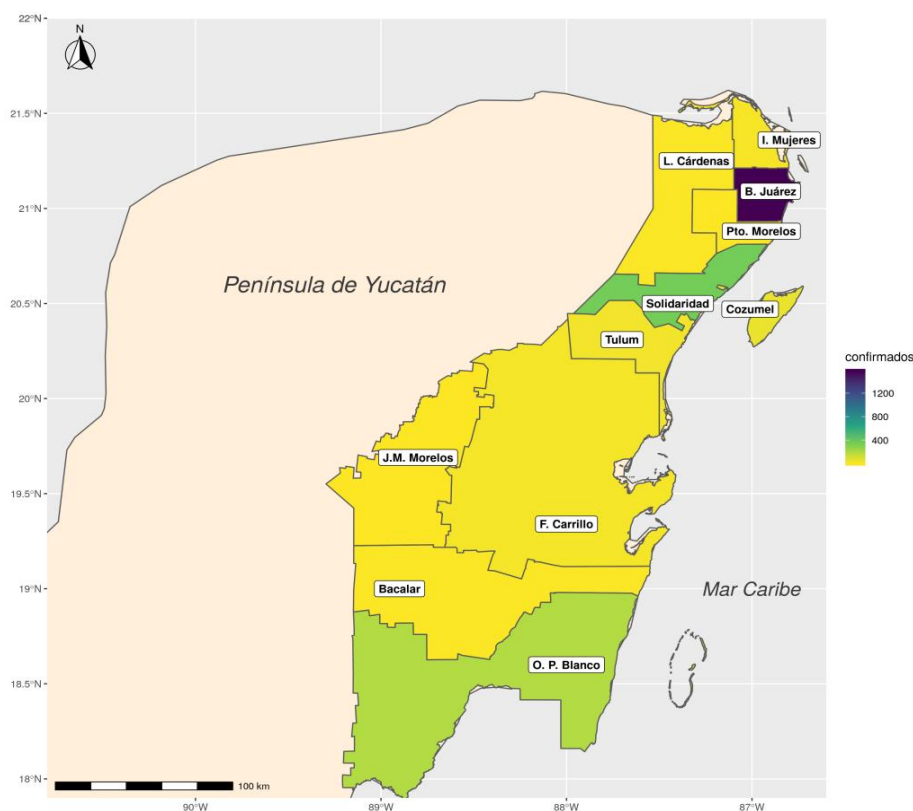 22°N
N
21.5°N
I. Mujeres
L. Cárdenas
B. Juárez
21°N
Pto. Morelos
Península de Yucatán
20.5°N
Solidaridad
Cozumel
Tulum
confirmados
1200
800
400
20°N
J.M. Morelos
19.5°N
F. Carrillo
19°N
Bacalar
Mar Caribe
18.5°N
O. P. Blanco
18°N
100 km
90°W
89°W
88°W
87°W